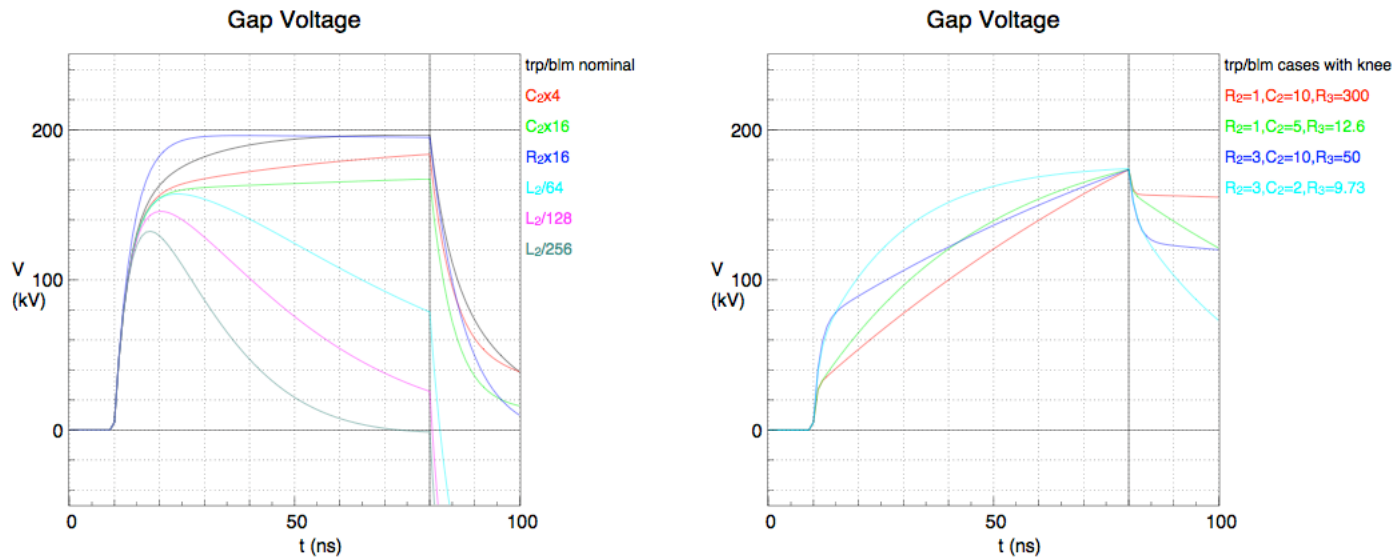 Gap Voltage
trp/blm nominal
C₂x4
C₂x16
R₂x16
L₂/64
L₂/128
L₂/256
200
100
0
V
(kV)
0
50
100
t (ns)
Gap Voltage
trp/blm cases with knee
R₂=1,C₂=10,R₃=300
R₂=1,C₂=5,R₃=12.6
R₂=3,C₂=10,R₃=50
R₂=3,C₂=2,R₃=9.73
200
100
0
V
(kV)
0
50
100
t (ns)